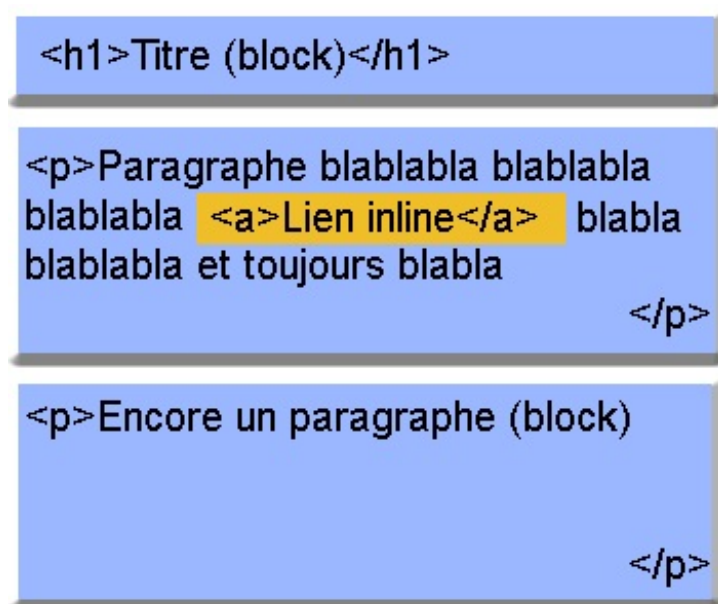 <h1>Titre (block)</h1>
<p>Paragraphe blablabla blablabla
blablabla <a>Lien inline</a> blabla
blablabla et toujours blabla
</p>
<p>Encore un paragraphe (block)
</p>